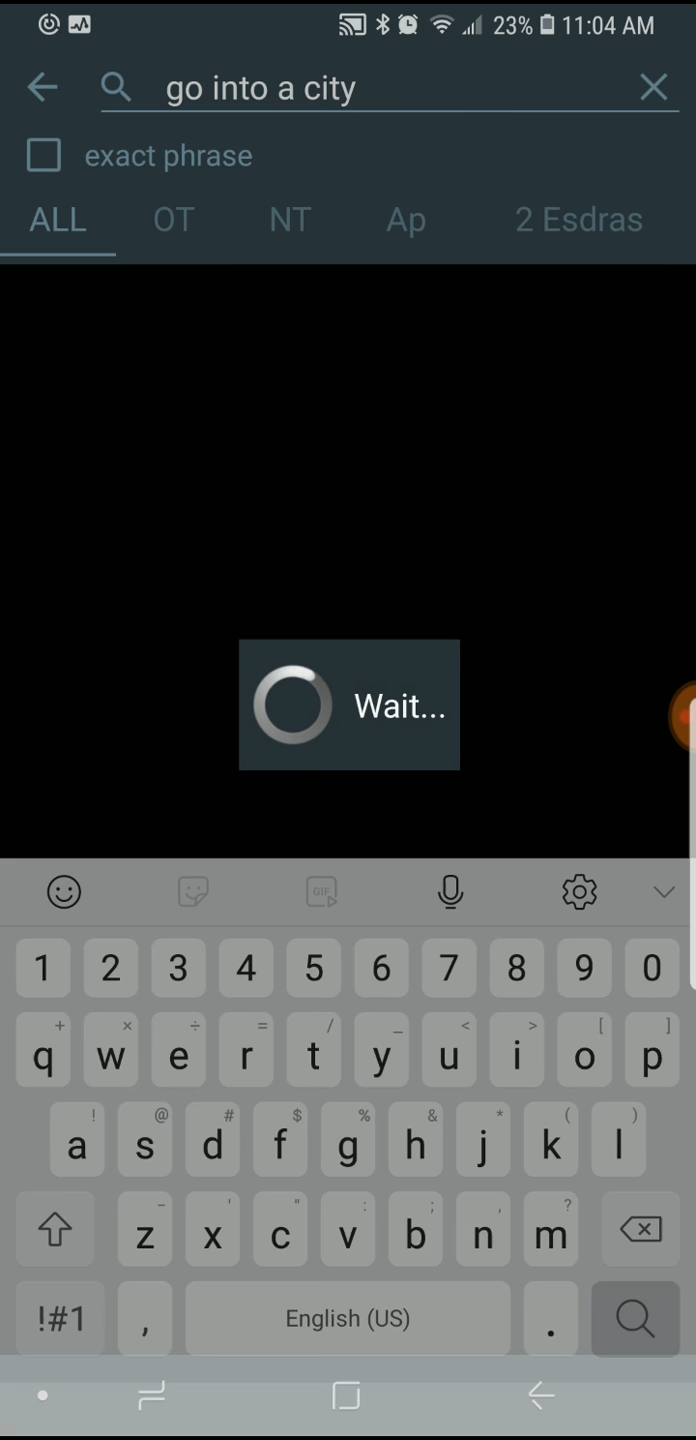 23% 11:04 AM
go into a city
exact phrase
ALL OT NT Ap 2 Esdras
Wait...
GIF
1 2 3 4 5 6 7 8 9 0
+ × ÷ = / _ < > [ ]
q w e r t y u i o p
! @ # $ % & * ( )
a s d f g h j k l
- ' " : ; , ?
z x c v b n m
!#1 , English (US) .